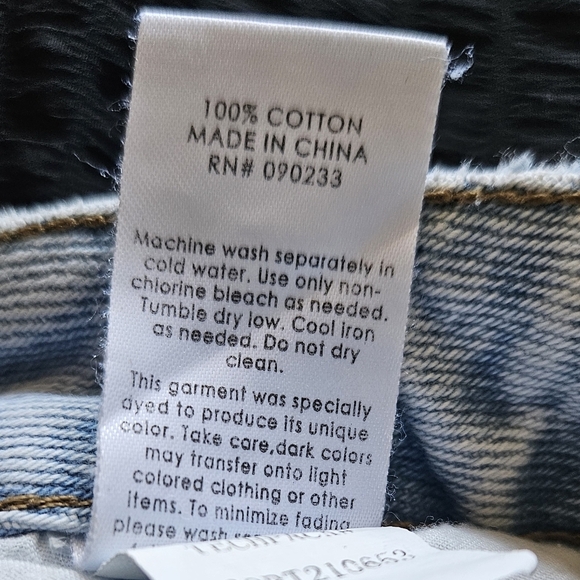 100% COTTON
MADE IN CHINA
RN# 090233
Machine wash separately in
cold water. Use only non-
chlorine bleach as needed.
Tumble dry low. Cool iron
as needed. Do not dry
clean.
This garment was specially
dyed to produce its unique
color. Take care,dark colors
may transfer onto light
colored clothing or other
items. To minimize fading
please wash
210653